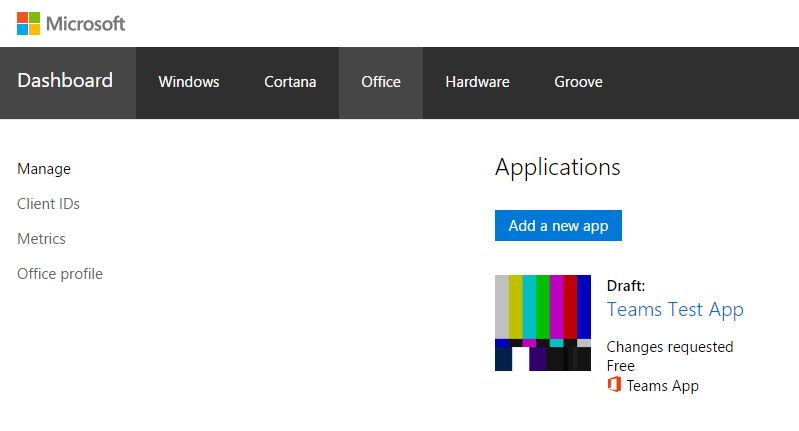 Microsoft
Dashboard Windows Cortana Office Hardware Groove
Manage
Client IDs
Metrics
Office profile
Applications
Add a new app
Draft:
Teams Test App
Changes requested
Free
Teams App